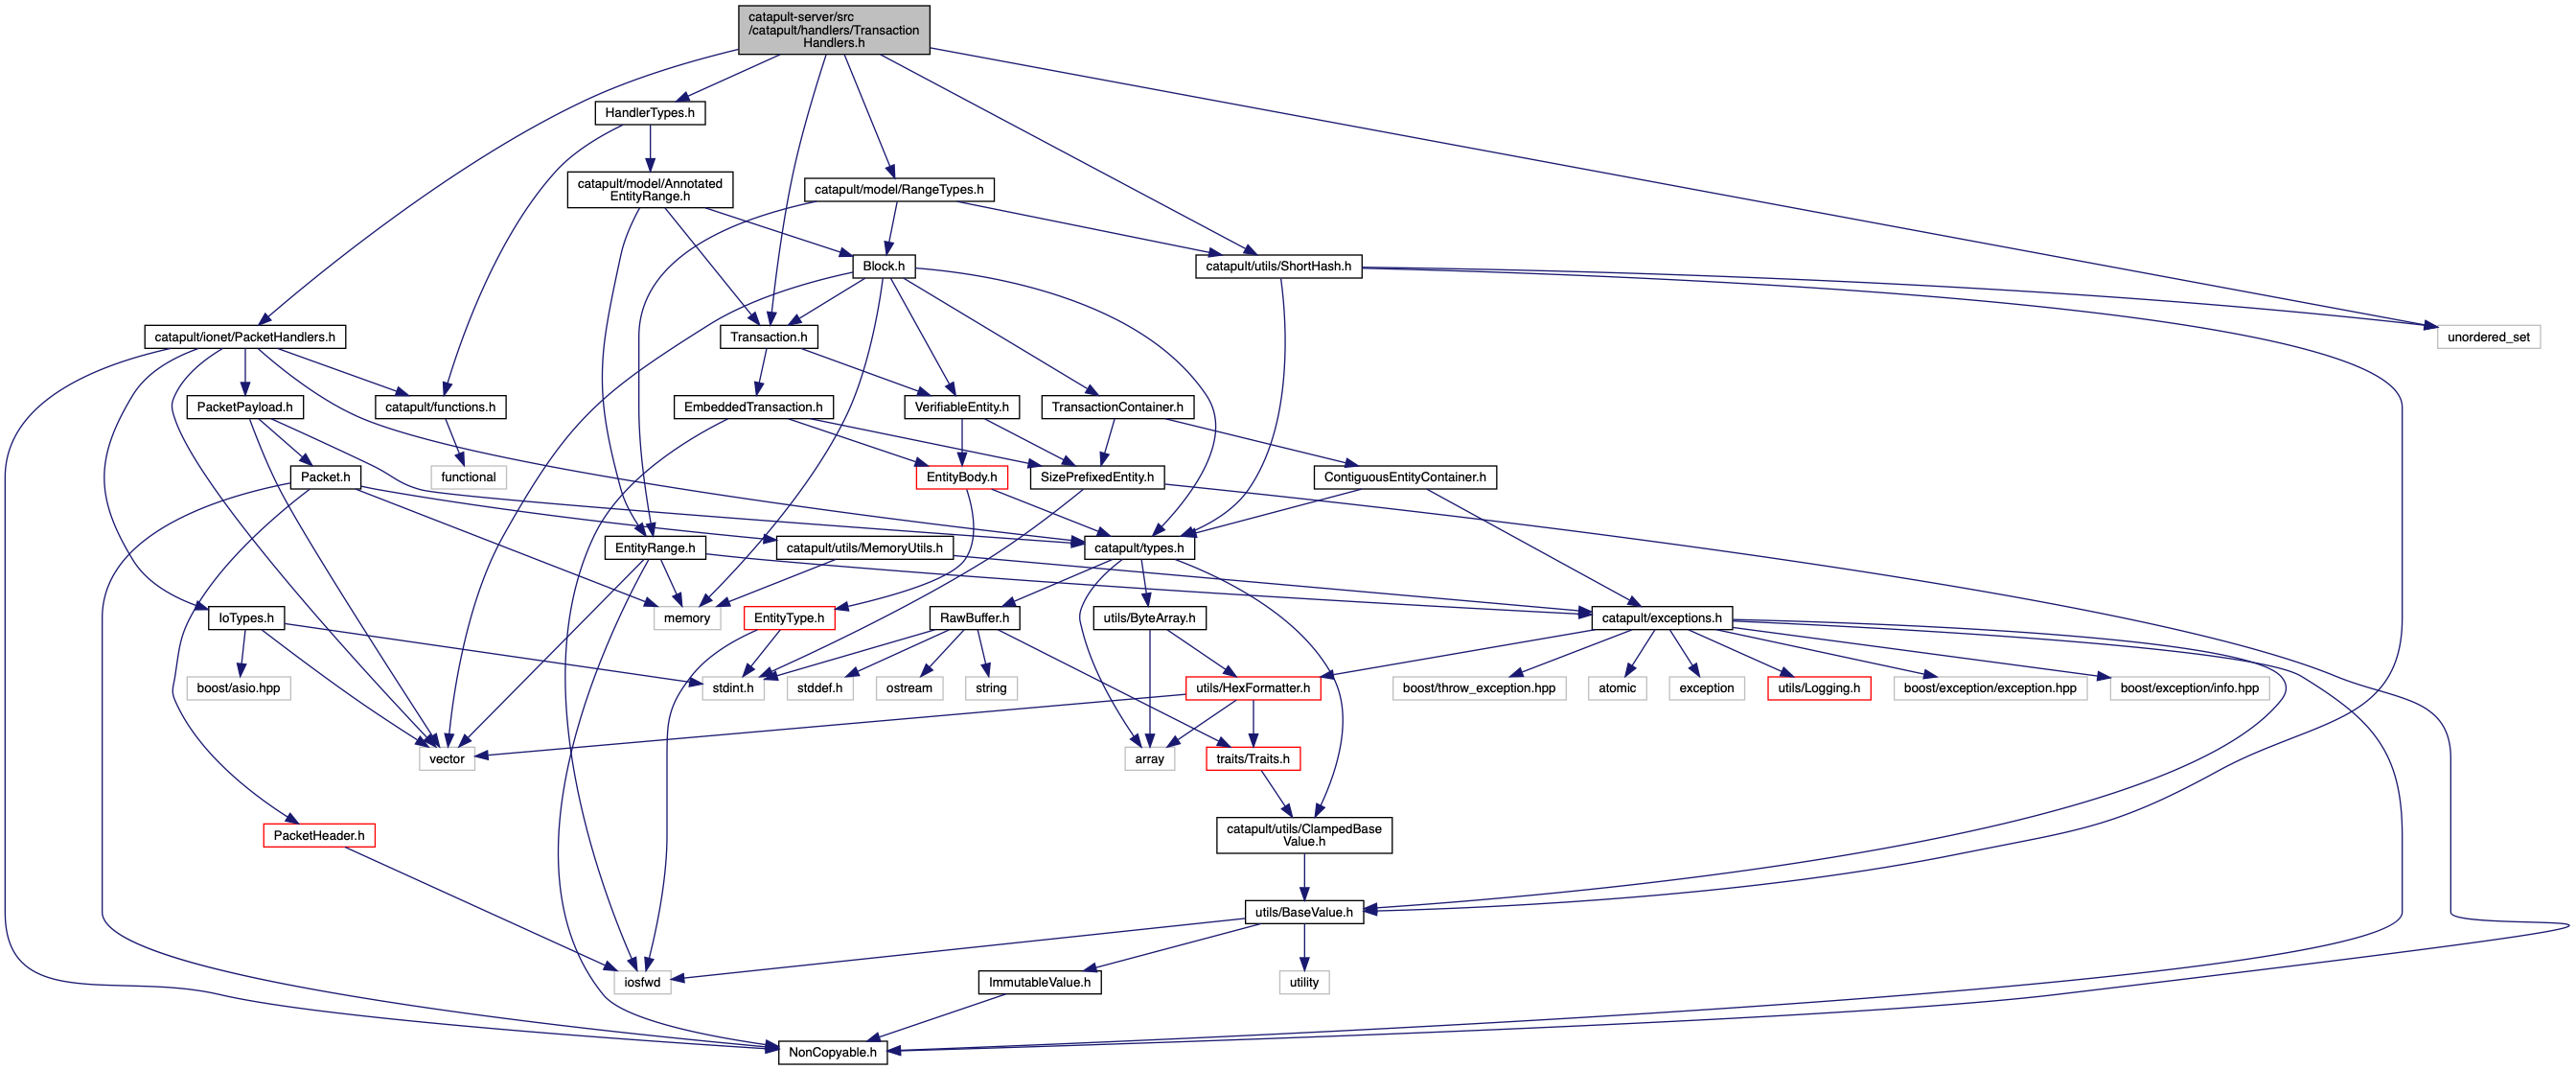 catapult-server/src
/catapult/handlers/Transaction
Handlers.h
HandlerTypes.h
catapult/model/Annotated
EntityRange.h
catapult/model/RangeTypes.h
Block.h
catapult/utils/ShortHash.h
catapult/ionet/PacketHandlers.h
Transaction.h
unordered_set
PacketPayload.h
catapult/functions.h
EmbeddedTransaction.h
VerifiableEntity.h
TransactionContainer.h
Packet.h
functional
EntityBody.h
SizePrefixedEntity.h
ContiguousEntityContainer.h
EntityRange.h
catapult/utils/MemoryUtils.h
catapult/types.h
IoTypes.h
memory
EntityType.h
RawBuffer.h
utils/ByteArray.h
catapult/exceptions.h
boost/asio.hpp
stdint.h
stddef.h
ostream
string
utils/HexFormatter.h
boost/throw_exception.hpp
atomic
exception
utils/Logging.h
boost/exception/exception.hpp
boost/exception/info.hpp
vector
array
traits/Traits.h
PacketHeader.h
catapult/utils/ClampedBase
Value.h
utils/BaseValue.h
iosfwd
ImmutableValue.h
utility
NonCopyable.h